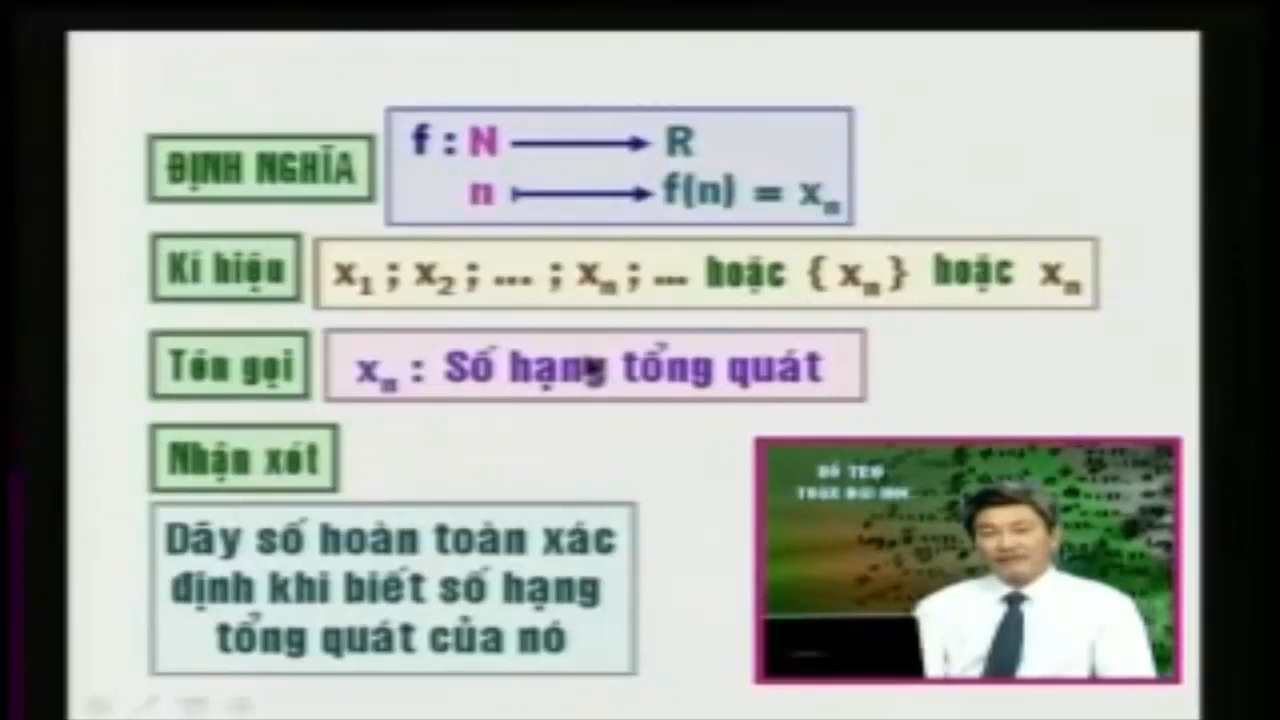 ĐỊNH NGHĨA
f : N ⟶ R
n ⟼ f(n) = xₙ
Kí hiệu
x₁ ; x₂ ; ... ; xₙ ; ... hoặc { xₙ } hoặc xₙ
Tên gọi
xₙ : Số hạng tổng quát
Nhận xét
Dãy số hoàn toàn xác
định khi biết số hạng
tổng quát của nó